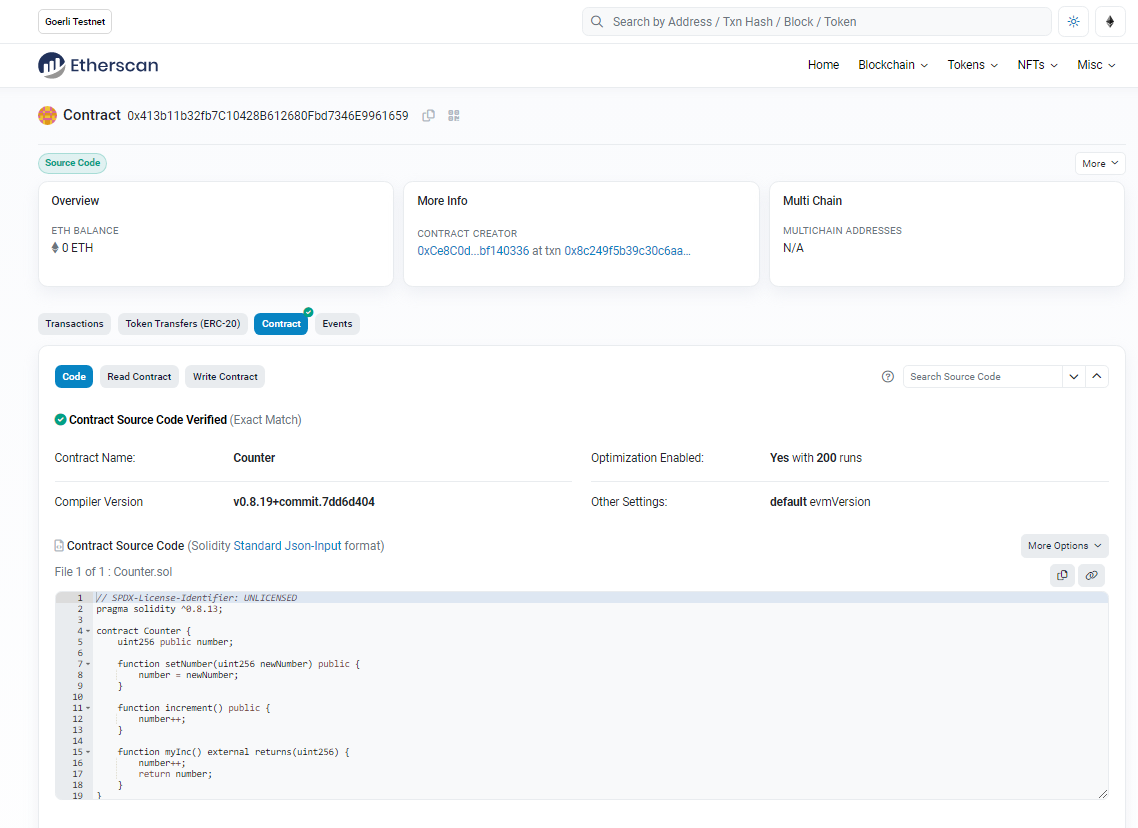 Goerli Testnet
Search by Address / Txn Hash / Block / Token
Etherscan
Home Blockchain Tokens NFTs Misc
Contract 0x413b11b32fb7C10428B612680Fbd7346E9961659
Source Code
More
Overview
ETH BALANCE
0 ETH
More Info
CONTRACT CREATOR
0xCe8C0d...bf140336 at txn 0x8c249f5b39c30c6aa...
Multi Chain
MULTICHAIN ADDRESSES
N/A
Transactions Token Transfers (ERC-20) Contract Events
Code Read Contract Write Contract
Search Source Code
Contract Source Code Verified (Exact Match)
Contract Name: Counter
Optimization Enabled: Yes with 200 runs
Compiler Version v0.8.19+commit.7dd6d404
Other Settings: default evmVersion
Contract Source Code (Solidity Standard Json-Input format)
More Options
File 1 of 1 : Counter.sol
1 // SPDX-License-Identifier: UNLICENSED
2 pragma solidity ^0.8.13;
3
4 contract Counter {
5 uint256 public number;
6
7 function setNumber(uint256 newNumber) public {
8 number = newNumber;
9 }
10
11 function increment() public {
12 number++;
13 }
14
15 function myInc() external returns(uint256) {
16 number++;
17 return number;
18 }
19 }